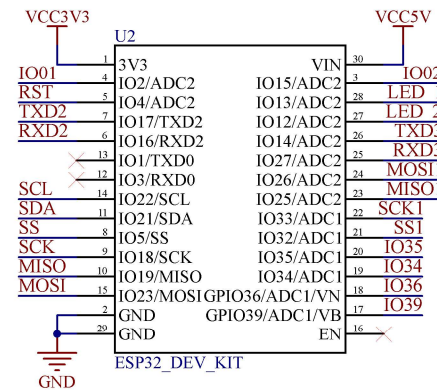 VCC3V3 VCC5V
U2
1 3V3 VIN 30
IO01 4 IO2/ADC2 IO15/ADC2 3 IO02
RST 5 IO4/ADC2 IO13/ADC2 28 LED_
TXD2 7 IO17/TXD2 IO12/ADC2 27 LED_2
RXD2 6 IO16/RXD2 IO14/ADC2 26
13 IO1/TXD0 IO27/ADC2 25
12 IO3/RXD0 IO26/ADC2 24 MOSI
SCL 14 IO22/SCL IO25/ADC2 23 MISO
SDA 11 IO21/SDA IO33/ADC1 22 SCK1
SS 8 IO5/SS IO32/ADC1 21 SS1
SCK 9 IO18/SCK IO35/ADC1 20 IO35
MISO 10 IO19/MISO IO34/ADC1 19 IO34
MOSI 15 IO23/MOSI GPIO36/ADC1/VN 18 IO36
2 GND GPIO39/ADC1/VB 17 IO39
29 GND EN 16
ESP32_DEV_KIT
GND